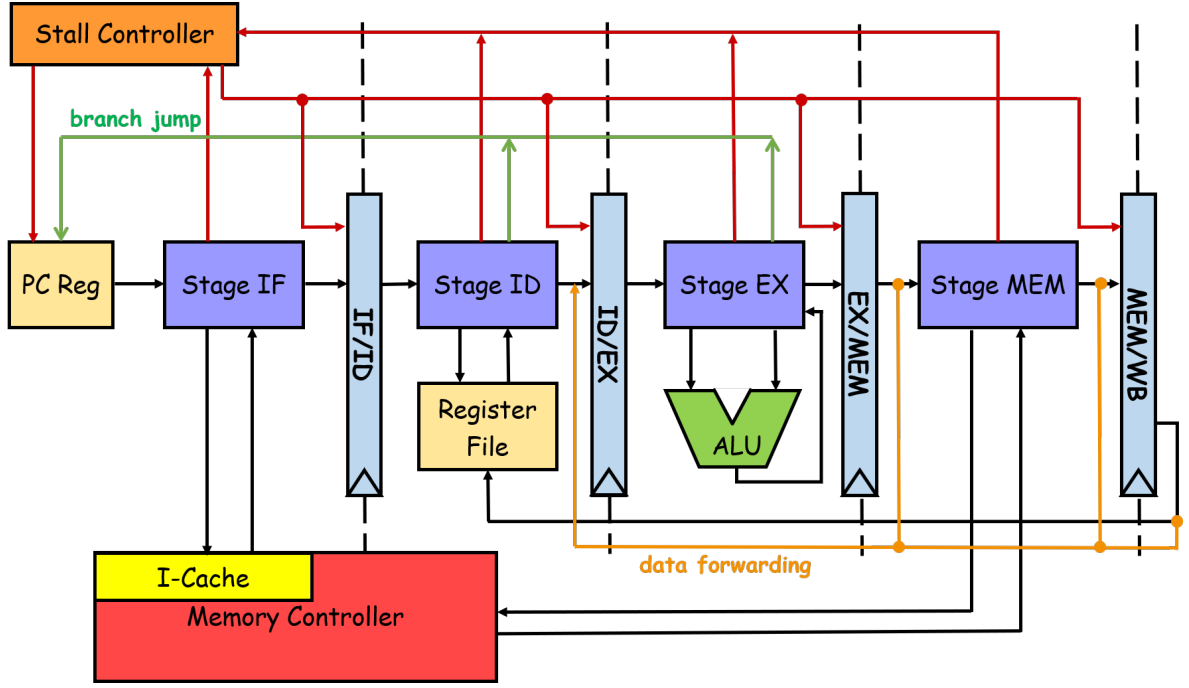 Stall Controller
branch jump
PC Reg
Stage IF
IF/ID
Stage ID
ID/EX
Stage EX
EX/MEM
Stage MEM
MEM/WB
Register
File
ALU
data forwarding
I-Cache
Memory Controller